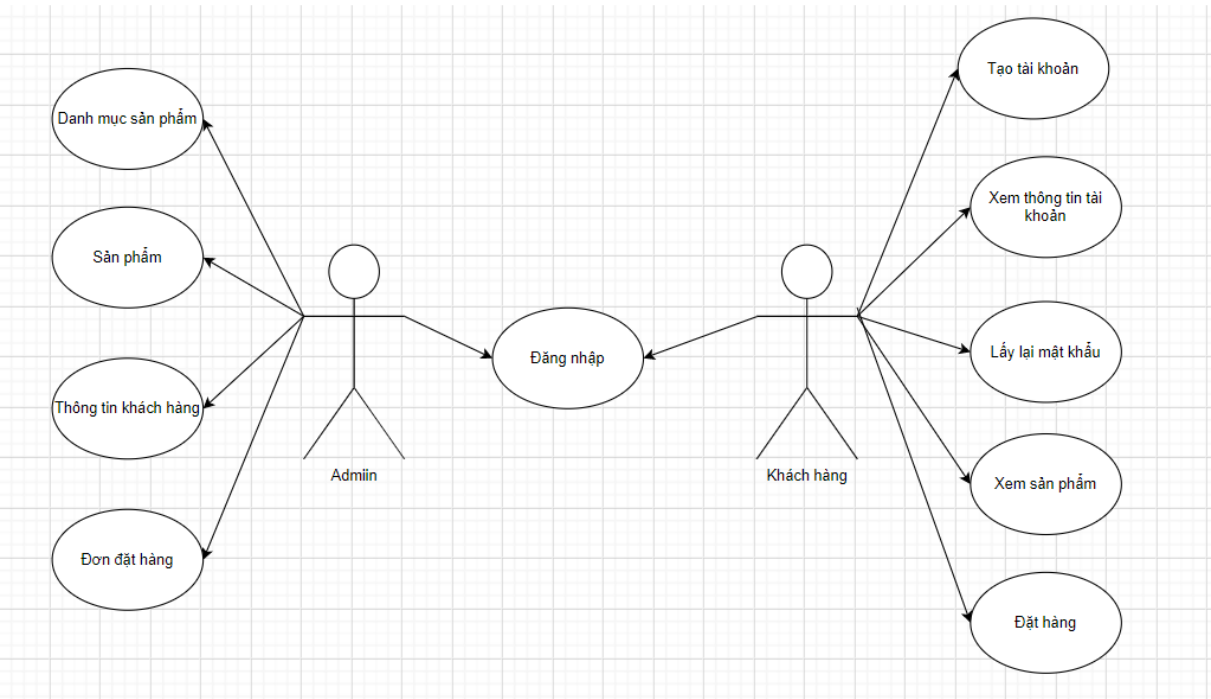 Tạo tài khoản
Danh mục sản phẩm
Xem thông tin tài
khoản
Sản phẩm
Đăng nhập
Lấy lại mật khẩu
Thông tin khách hàng
Admiin
Khách hàng
Xem sản phẩm
Đơn đặt hàng
Đặt hàng